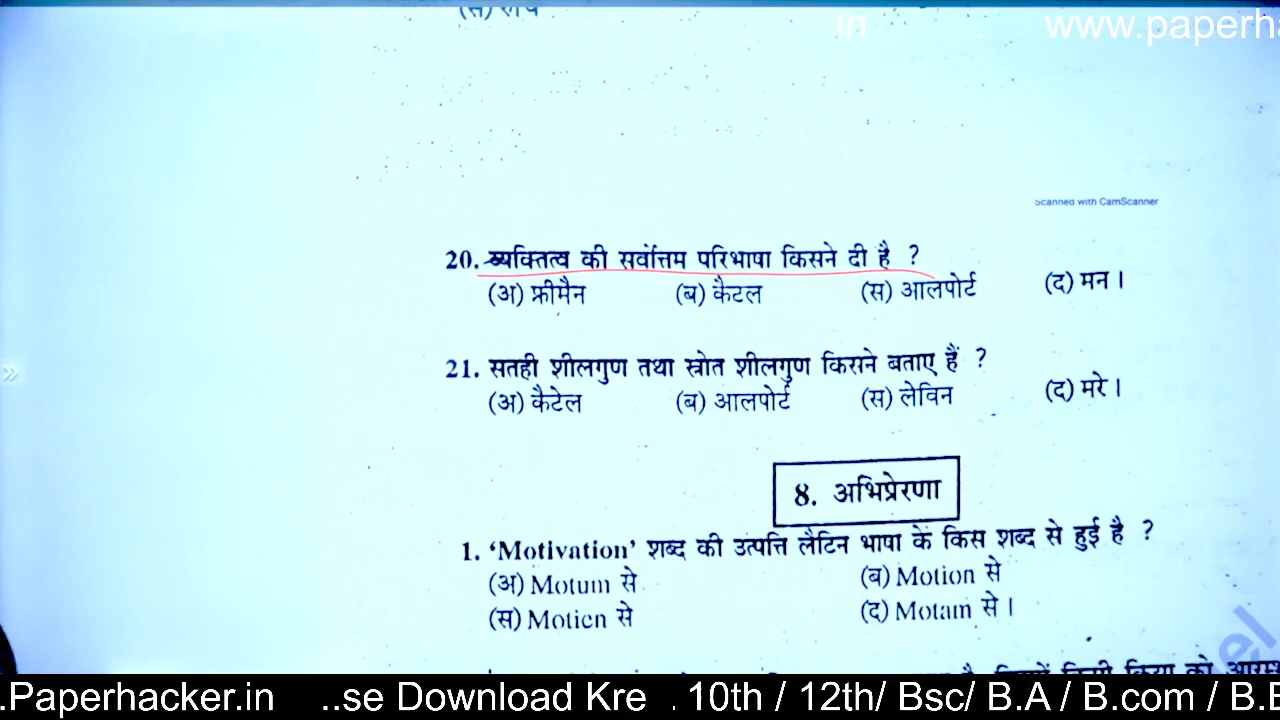 in www.paperha
Scanned with CamScanner
20. व्यक्तित्व की सर्वोत्तम परिभाषा किसने दी है ?
(अ) फ्रीमैन (ब) कैटल (स) आलपोर्ट (द) मन ।
21. सतही शीलगुण तथा स्रोत शीलगुण किसने बताए हैं ?
(अ) कैटेल (ब) आलपोर्ट (स) लेविन (द) मरे ।
8. अभिप्रेरणा
1. ‘Motivation’ शब्द की उत्पत्ति लैटिन भाषा के किस शब्द से हुई है ?
(अ) Motum से (ब) Motion से
(स) Motien से (द) Motam से ।
el
.Paperhacker.in ..se Download Kre . 10th / 12th/ Bsc/ B.A / B.com / B.E